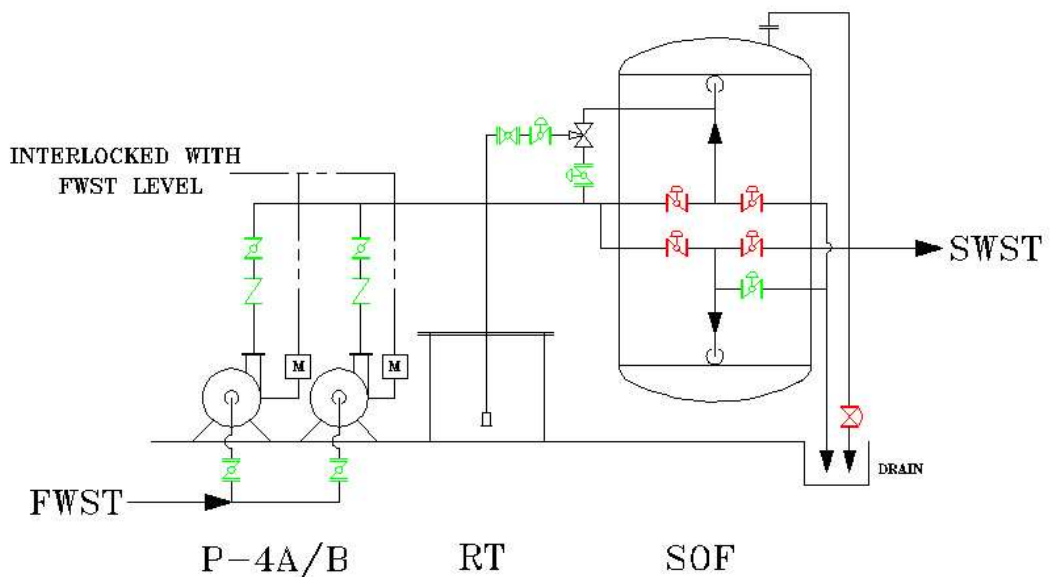 INTERLOCKED WITH
FWST LEVEL
SWST
M
M
DRAIN
FWST
P-4A/B
RT
SOF